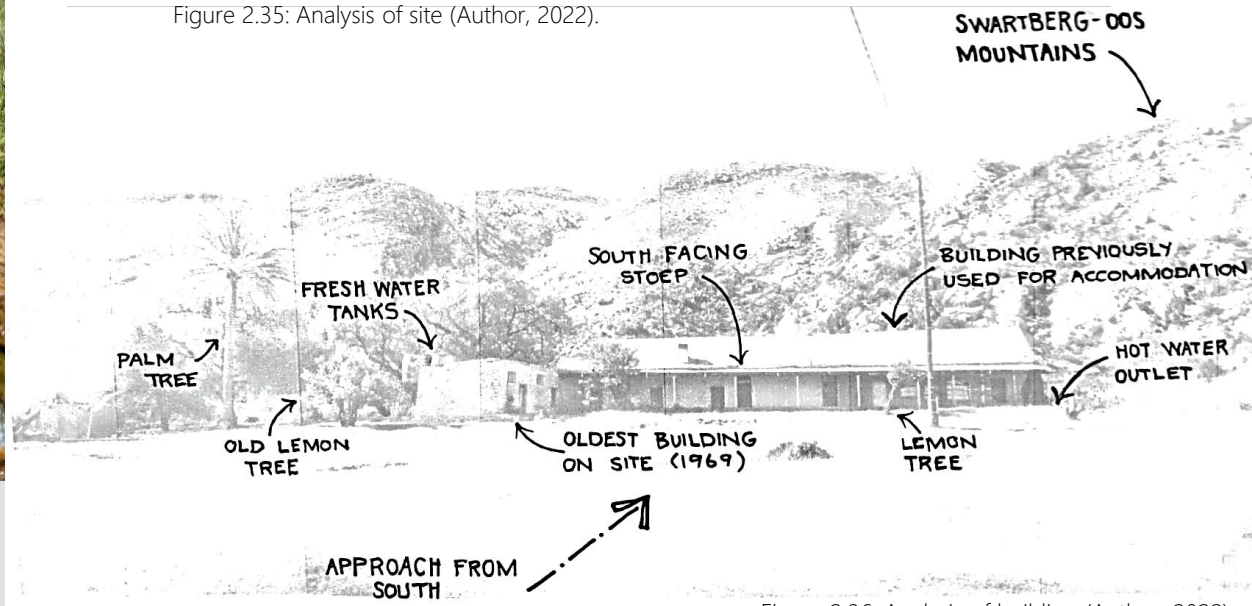 Figure 2.35: Analysis of site (Author, 2022).
SWARTBERG-OOS
MOUNTAINS
SOUTH FACING
STOEP
BUILDING PREVIOUSLY
USED FOR ACCOMMODATION
FRESH WATER
TANKS
PALM
TREE
HOT WATER
OUTLET
OLD LEMON
TREE
OLDEST BUILDING
ON SITE (1969)
LEMON
TREE
APPROACH FROM
SOUTH